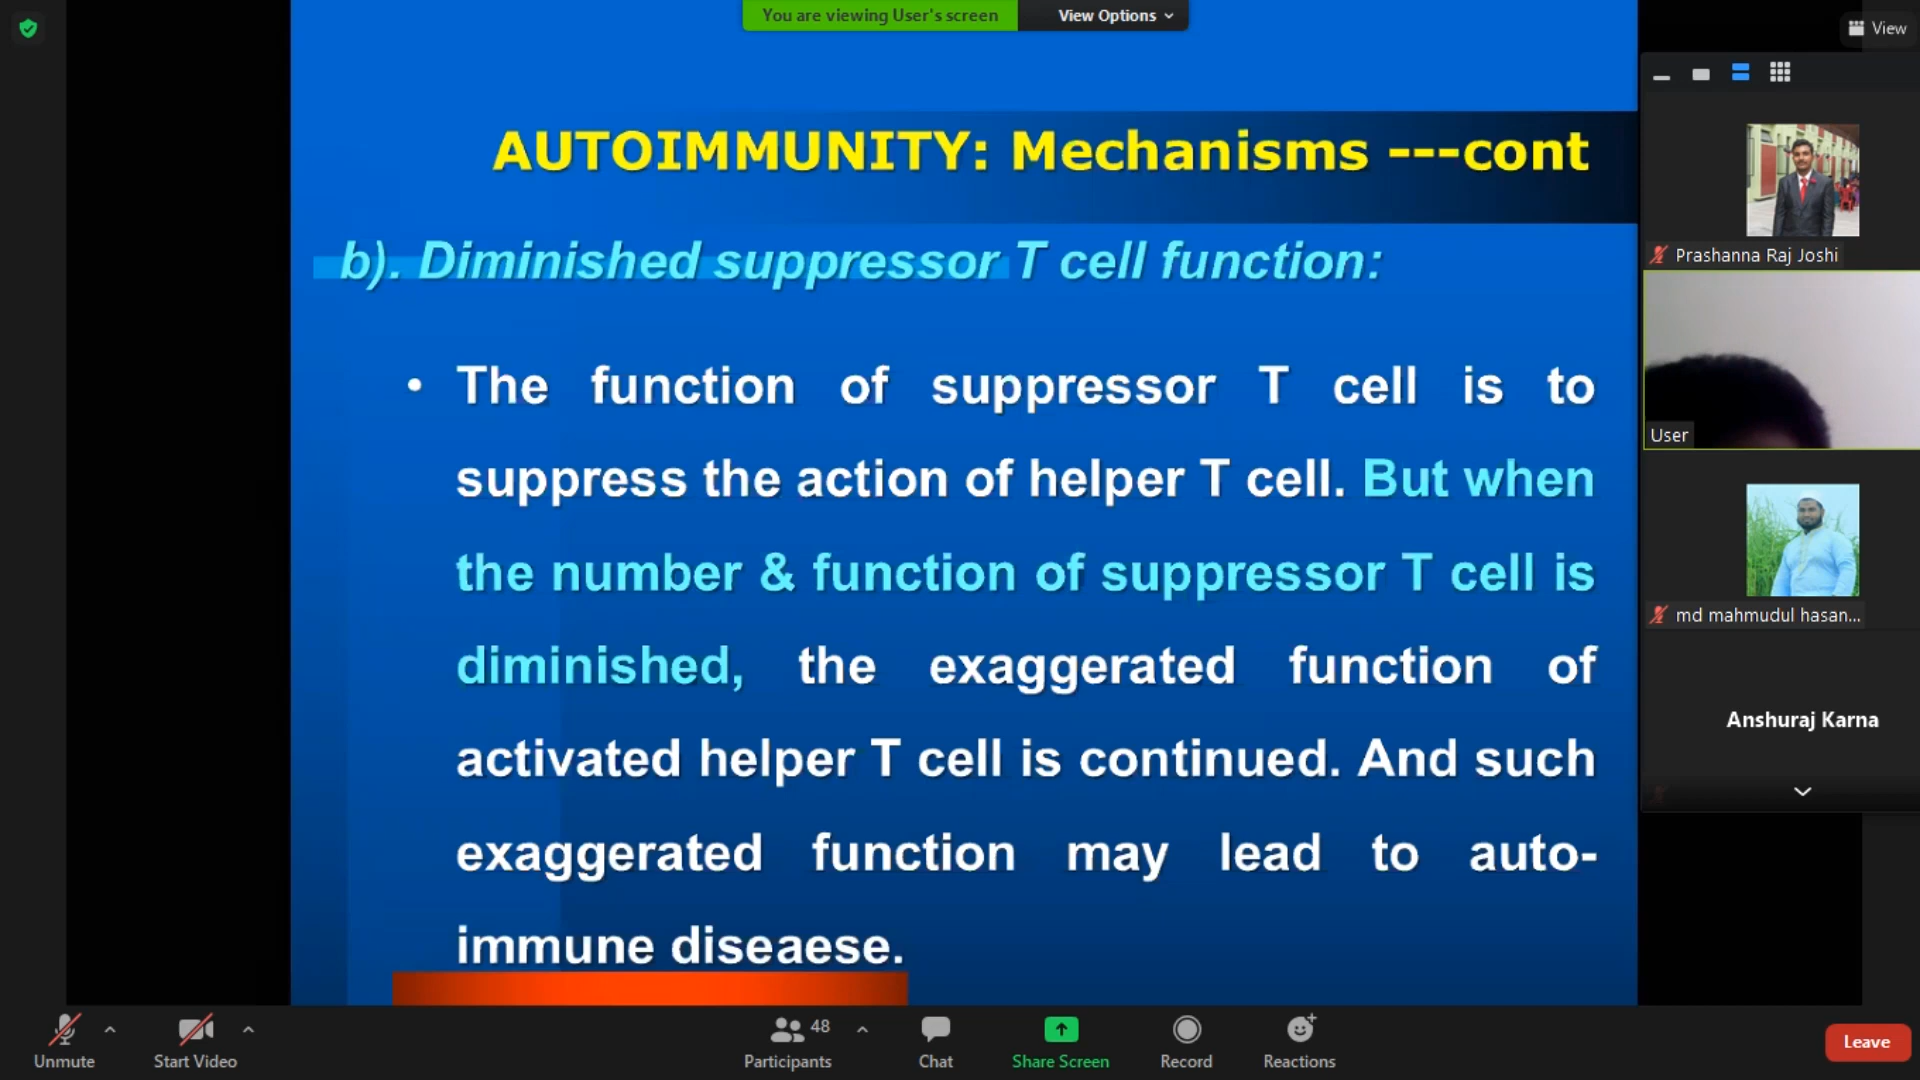 You are viewing User's screen
View Options
View
AUTOIMMUNITY: Mechanisms ---cont
b). Diminished suppressor T cell function:
• The function of suppressor T cell is to
suppress the action of helper T cell. But when
the number & function of suppressor T cell is
diminished, the exaggerated function of
activated helper T cell is continued. And such
exaggerated function may lead to auto-
immune diseaese.
Prashanna Raj Joshi
User
md mahmudul hasan...
Anshuraj Karna
Unmute
Start Video
48
Participants
Chat
Share Screen
Record
Reactions
Leave